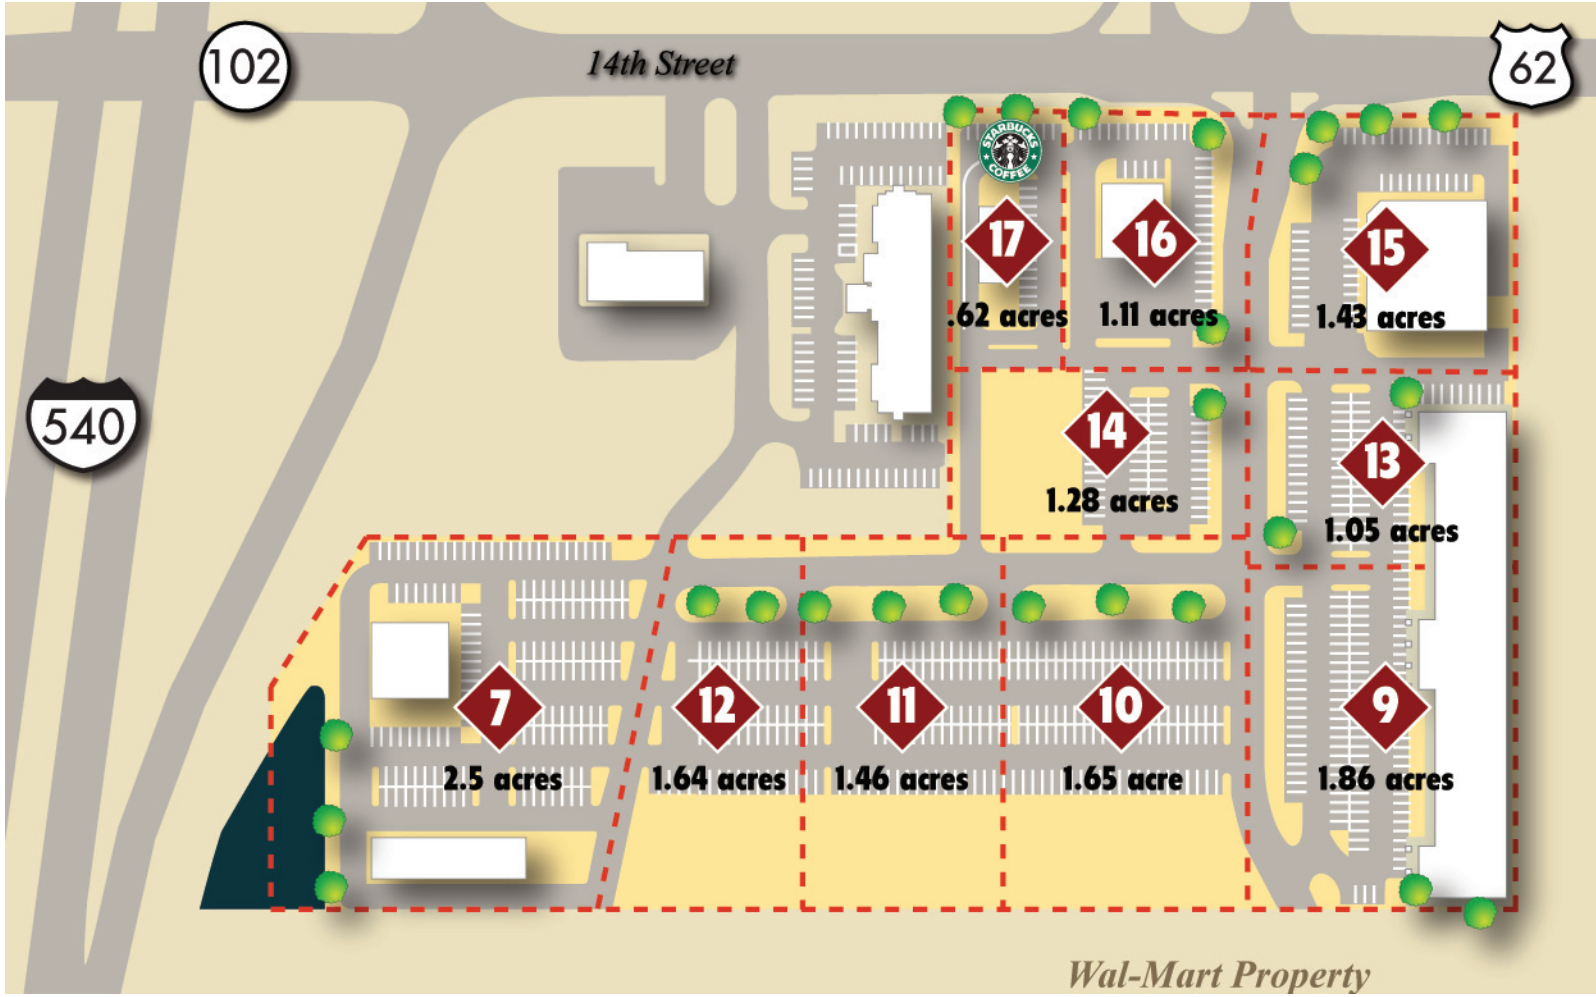 102
14th Street
62
STARBUCKS
COFFEE
17
16
15
.62 acres
1.11 acres
1.43 acres
540
14
13
1.28 acres
1.05 acres
7
12
11
10
9
2.5 acres
1.64 acres
1.46 acres
1.65 acre
1.86 acres
Wal-Mart Property